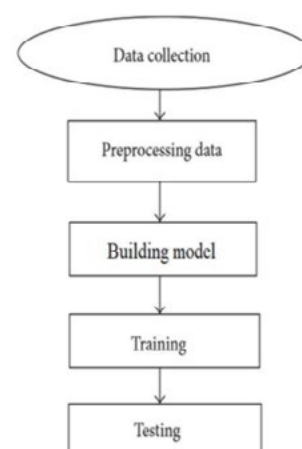 Data collection
Preprocessing data
Building model
Training
Testing